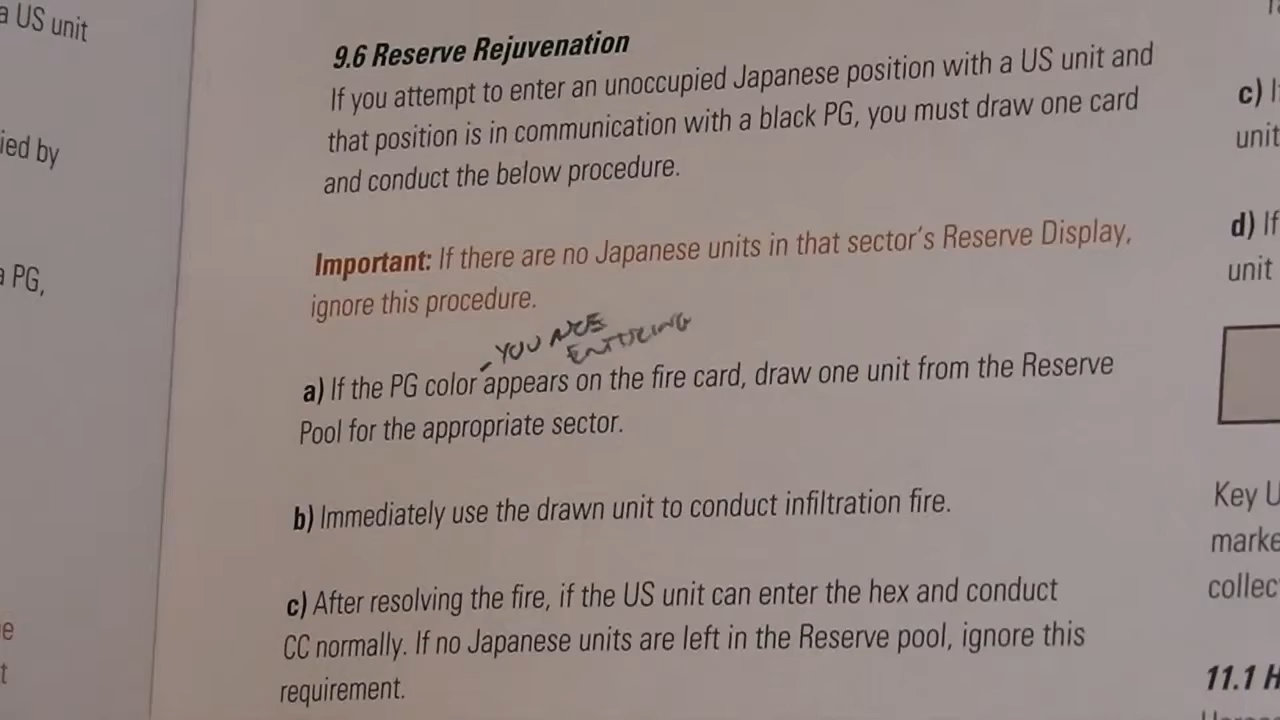 a US unit
ied by
a PG,
e
t
9.6 Reserve Rejuvenation
If you attempt to enter an unoccupied Japanese position with a US unit and
that position is in communication with a black PG, you must draw one card
and conduct the below procedure.
Important: If there are no Japanese units in that sector's Reserve Display,
ignore this procedure.
YOU ARE
ENTERING
a) If the PG color appears on the fire card, draw one unit from the Reserve
Pool for the appropriate sector.
b) Immediately use the drawn unit to conduct infiltration fire.
c) After resolving the fire, if the US unit can enter the hex and conduct
CC normally. If no Japanese units are left in the Reserve pool, ignore this
requirement.
c) I
unit
d) If
unit
Key U
marke
collec
11.1 H